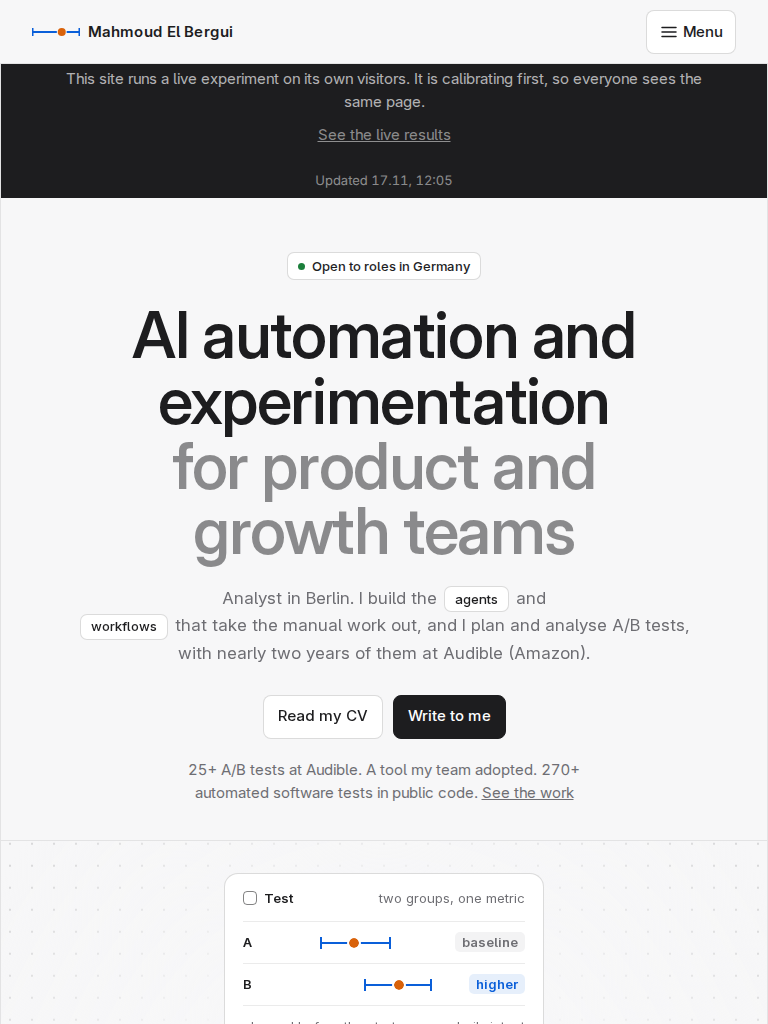 Mahmoud El Bergui
Menu
This site runs a live experiment on its own visitors. It is calibrating first, so everyone sees the
same page.
See the live results
Updated 17.11, 12:05
Open to roles in Germany
AI automation and
experimentation
for product and
growth teams
Analyst in Berlin. I build the agents and
workflows that take the manual work out, and I plan and analyse A/B tests,
with nearly two years of them at Audible (Amazon).
Read my CV
Write to me
25+ A/B tests at Audible. A tool my team adopted. 270+
automated software tests in public code. See the work
Test two groups, one metric
A baseline
B higher